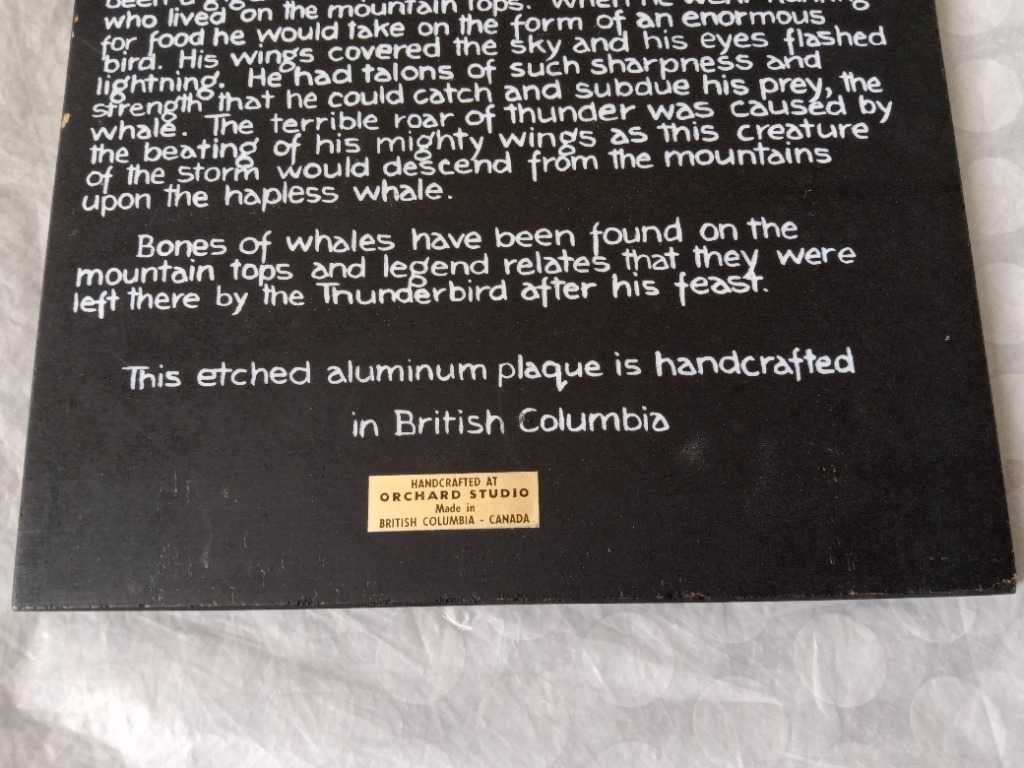 who lived on the mountain tops. When he went hunting
for food he would take on the form of an enormous
bird. His wings covered the sky and his eyes flashed
lightning. He had talons of such sharpness and
strength that he could catch and subdue his prey, the
whale. The terrible roar of thunder was caused by
the beating of his mighty wings as this creature
of the storm would descend from the mountains
upon the hapless whale.
Bones of whales have been found on the
mountain tops and legend relates that they were
left there by the Thunderbird after his feast.
This etched aluminum plaque is handcrafted
in British Columbia
HANDCRAFTED AT
ORCHARD STUDIO
Made in
BRITISH COLUMBIA - CANADA